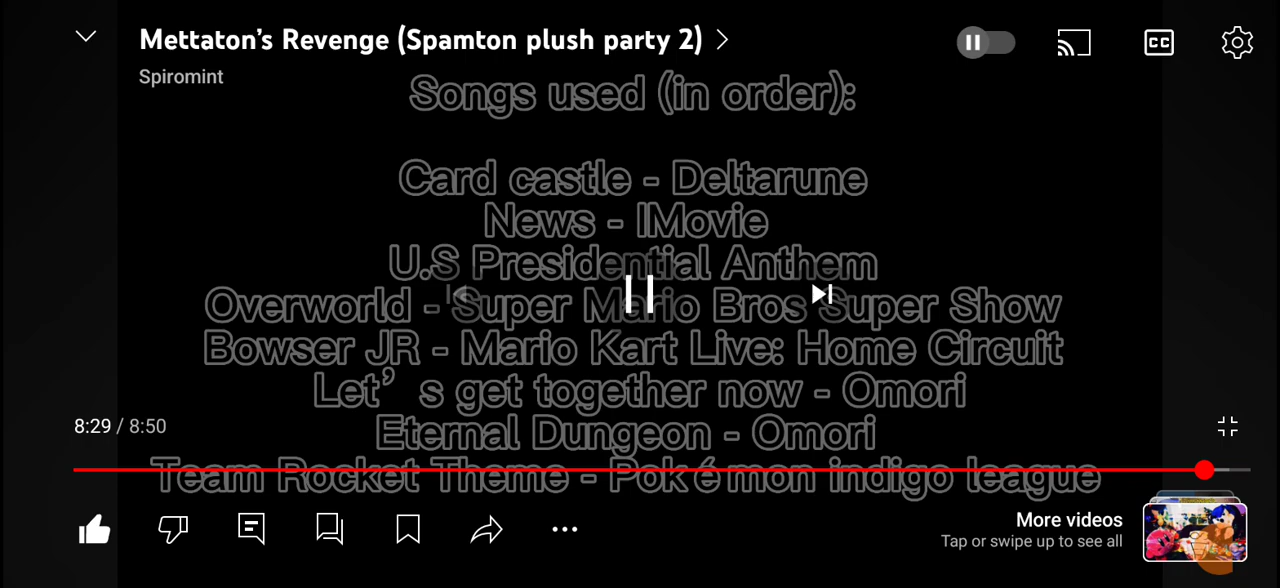 Mettaton's Revenge (Spamton plush party 2)
Spiromint
CC
Songs used (in order):
Card castle - Deltarune
News - IMovie
U.S Presidential Anthem
Overworld - Super Mario Bros Super Show
Bowser JR - Mario Kart Live: Home Circuit
Let’s get together now - Omori
8:29 / 8:50
Eternal Dungeon - Omori
Team Rocket Theme - Pokémon indigo league
More videos
Tap or swipe up to see all